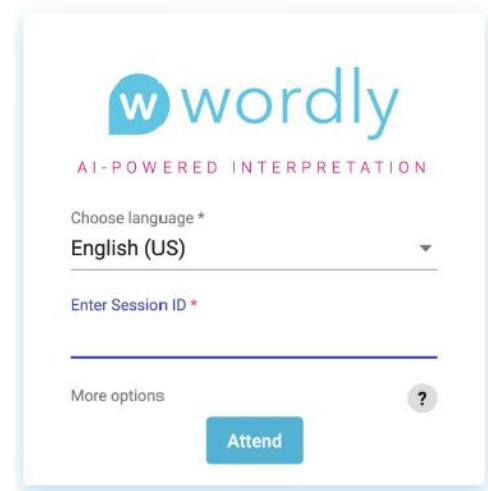 w wordly
AI-POWERED INTERPRETATION
Choose language *
English (US)
Enter Session ID *
More options ?
Attend